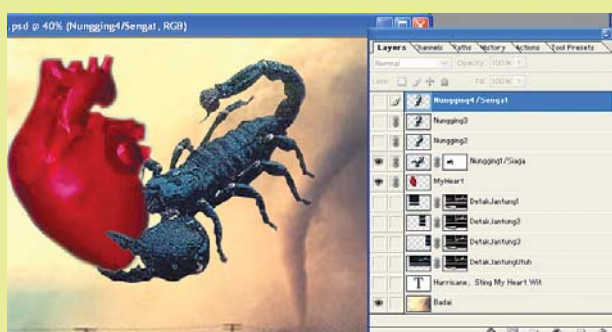 .psd @ 40% (Nungging4/Sengat, RGB)
Layers Channels Paths History Actions Tool Presets
Normal Opacity: 100%
Lock: Fill: 100%
Nungging4/Sengat
Nungging3
Nungging2
Nungging1/Siaga
MyHeart
DetakJantung1
DetakJantung2
DetakJantung3
DetakJantungUtuh
T Hurricane. Sting My Heart Wit
Badai